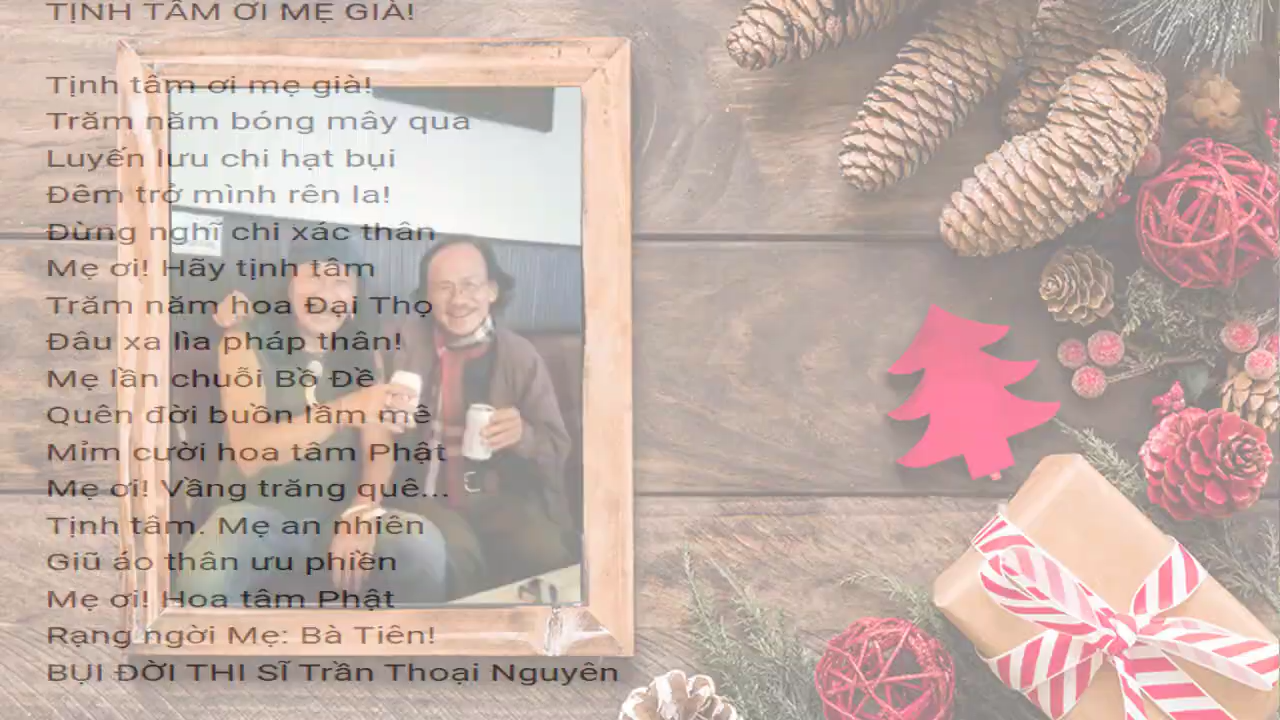 TỊNH TÂM ƠI MẸ GIÀ!
Tịnh tâm ơi mẹ già!
Trăm năm bóng mây qua
Luyến lưu chi hạt bụi
Đêm trở mình rên la!
Đừng nghĩ chi xác thân
Mẹ ơi! Hãy tịnh tâm
Trăm năm hoa Đại Thọ
Đâu xa lìa pháp thân!
Mẹ lần chuỗi Bồ Đề
Quên đời buồn lầm mê
Mỉm cười hoa tâm Phật
Mẹ ơi! Vầng trăng quê...
Tịnh tâm. Mẹ an nhiên
Giũ áo thân ưu phiền
Mẹ ơi! Hoa tâm Phật
Rạng ngời Mẹ: Bà Tiên!
BỤI ĐỜI THI SĨ Trần Thoại Nguyên